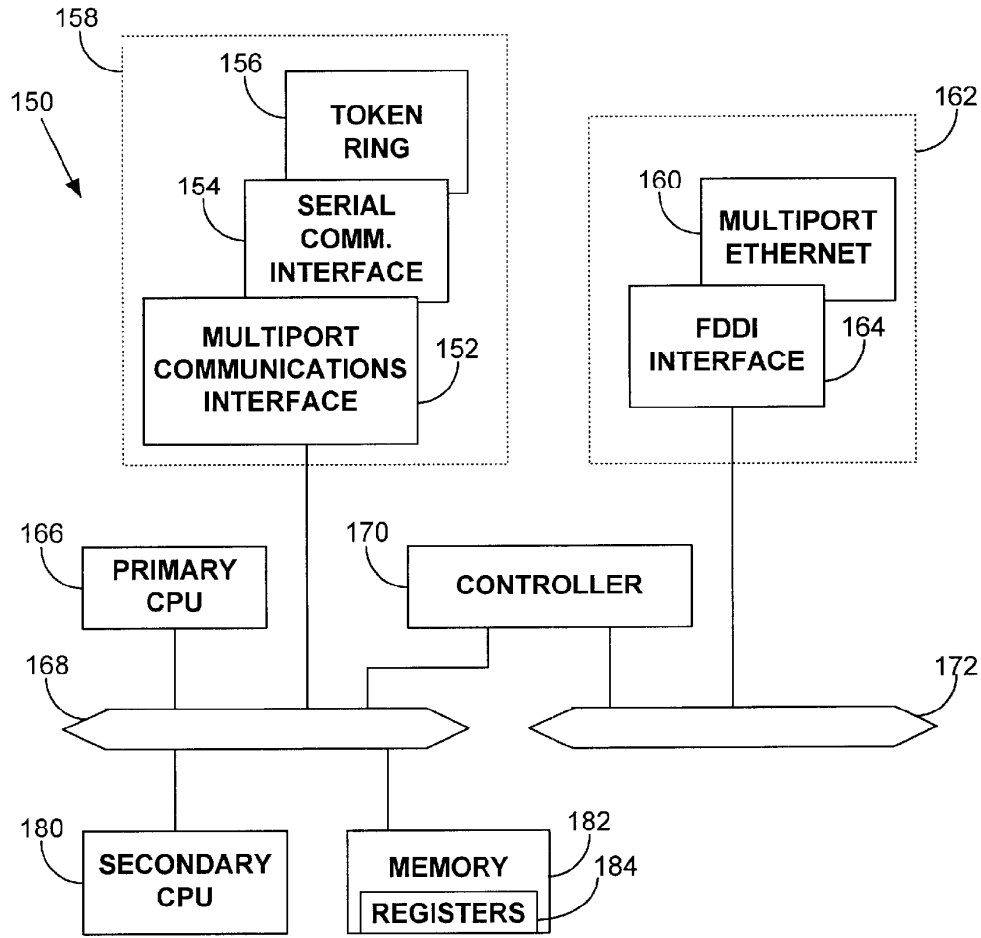 158
156
TOKEN
RING
150
162
154
SERIAL
COMM.
INTERFACE
160
MULTIPORT
ETHERNET
MULTIPORT
COMMUNICATIONS
INTERFACE
152
FDDI
INTERFACE
164
166
PRIMARY
CPU
170
CONTROLLER
168
172
180
SECONDARY
CPU
MEMORY
182
184
REGISTERS